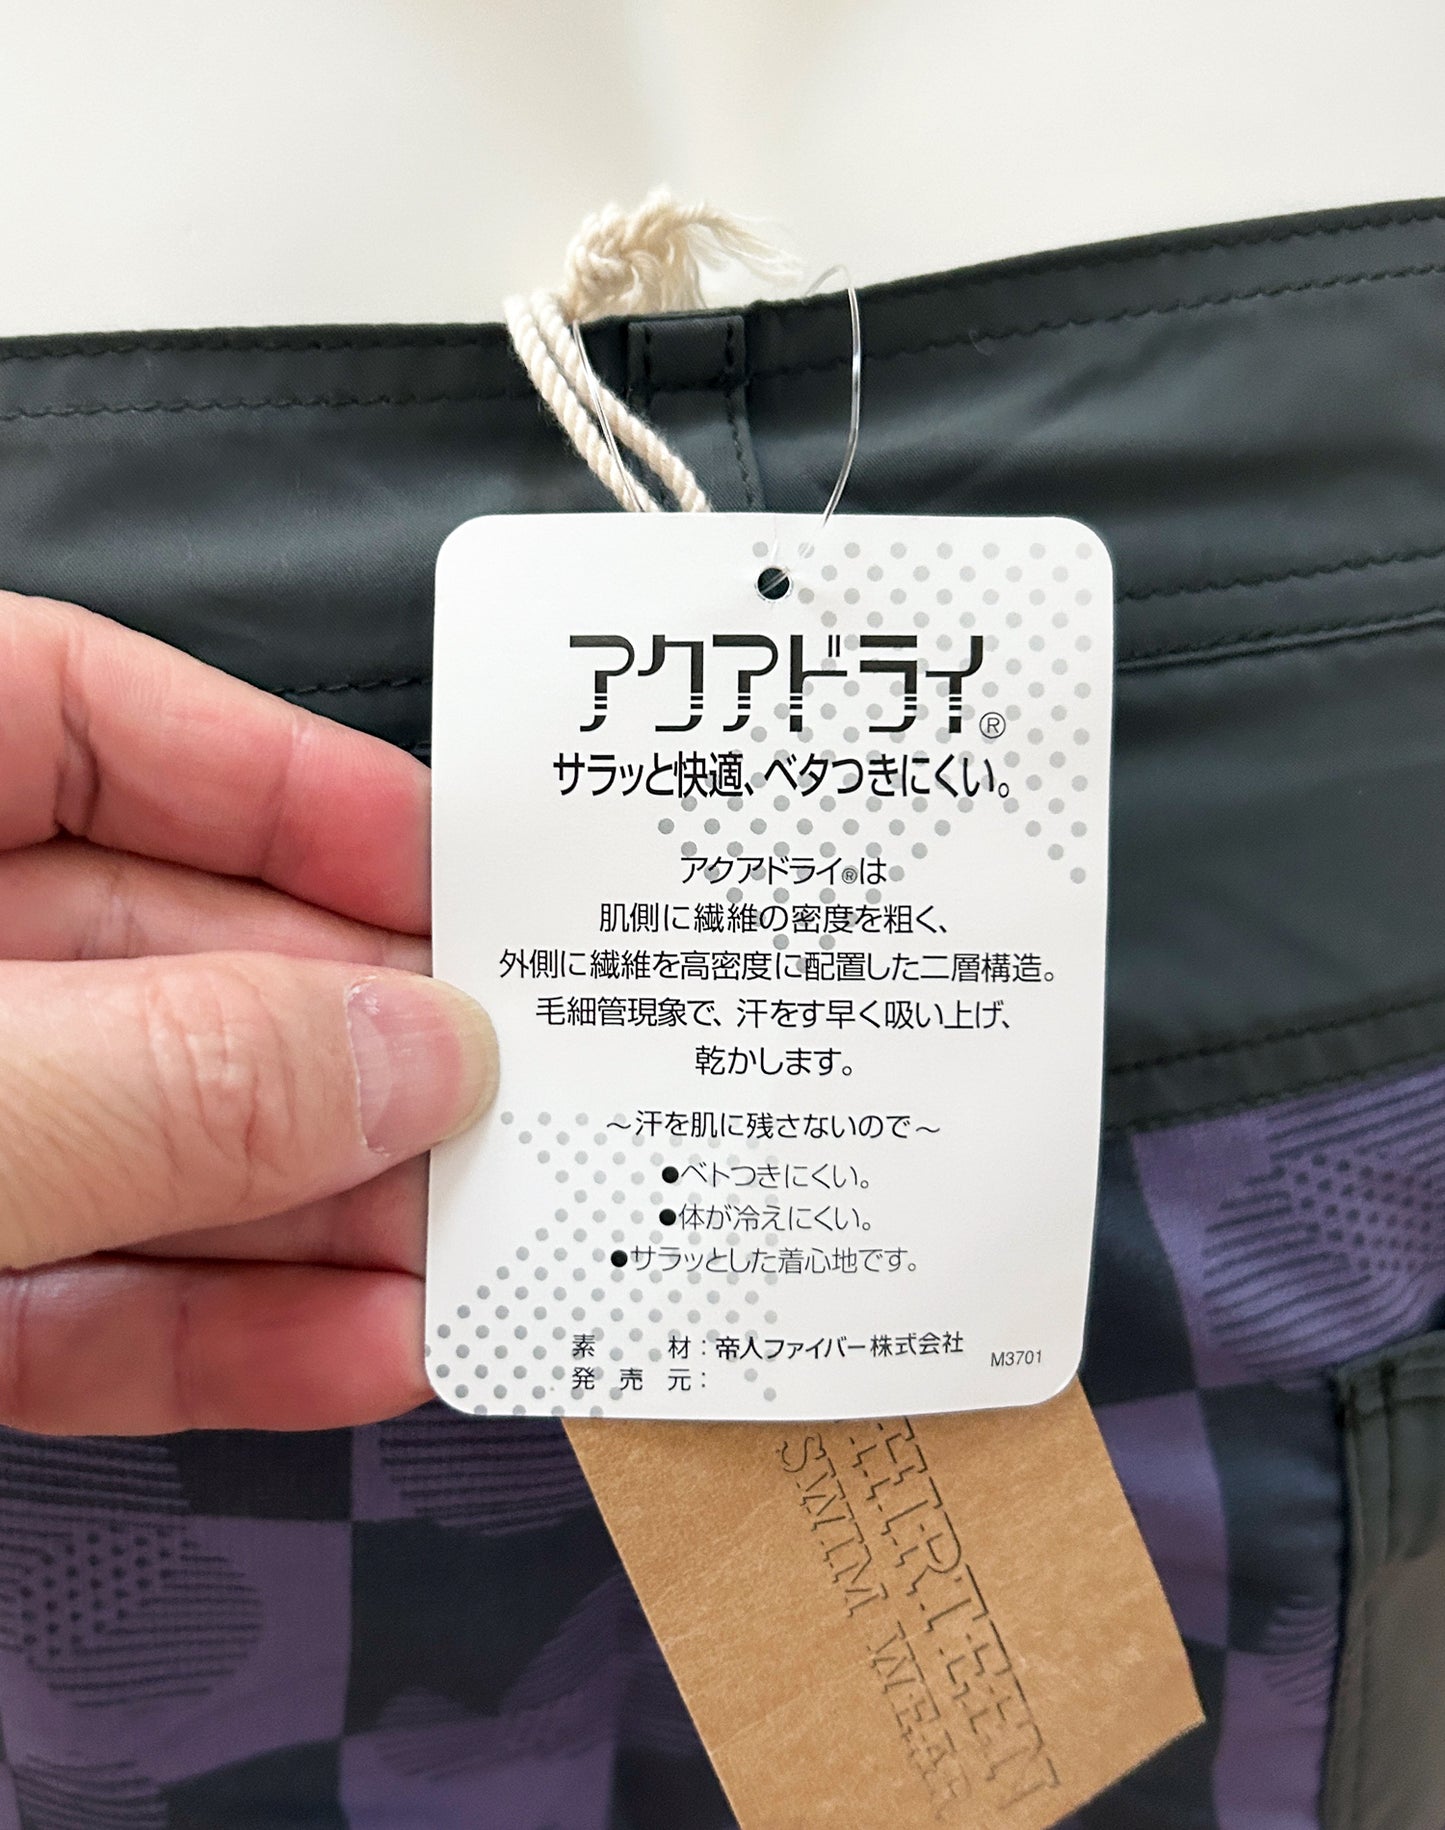 アクアドライ®
サラッと快適、ベタつきにくい。
アクアドライ®は
肌側に繊維の密度を粗く、
外側に繊維を高密度に配置した二層構造。
毛細管現象で、汗をす早く吸い上げ、
乾かします。
～汗を肌に残さないので～
●ベトつきにくい。
●体が冷えにくい。
●サラッとした着心地です。
素 材：帝人ファイバー株式会社
発 売 元：
M3701
HIRTEEN
SWIM WEAR